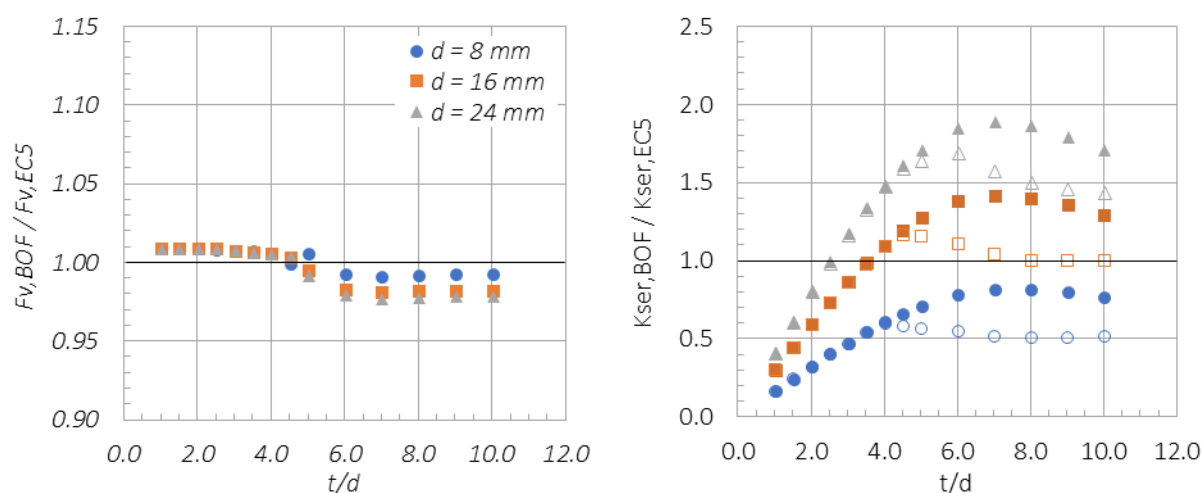 1.15
1.10
1.05
1.00
0.95
0.90
Fv,BOF / Fv,EC5
d = 8 mm
d = 16 mm
d = 24 mm
0.0 2.0 4.0 6.0 8.0 10.0 12.0
t/d
2.5
2.0
1.5
1.0
0.5
0.0
Kser,BOF / Kser,EC5
0.0 2.0 4.0 6.0 8.0 10.0 12.0
t/d